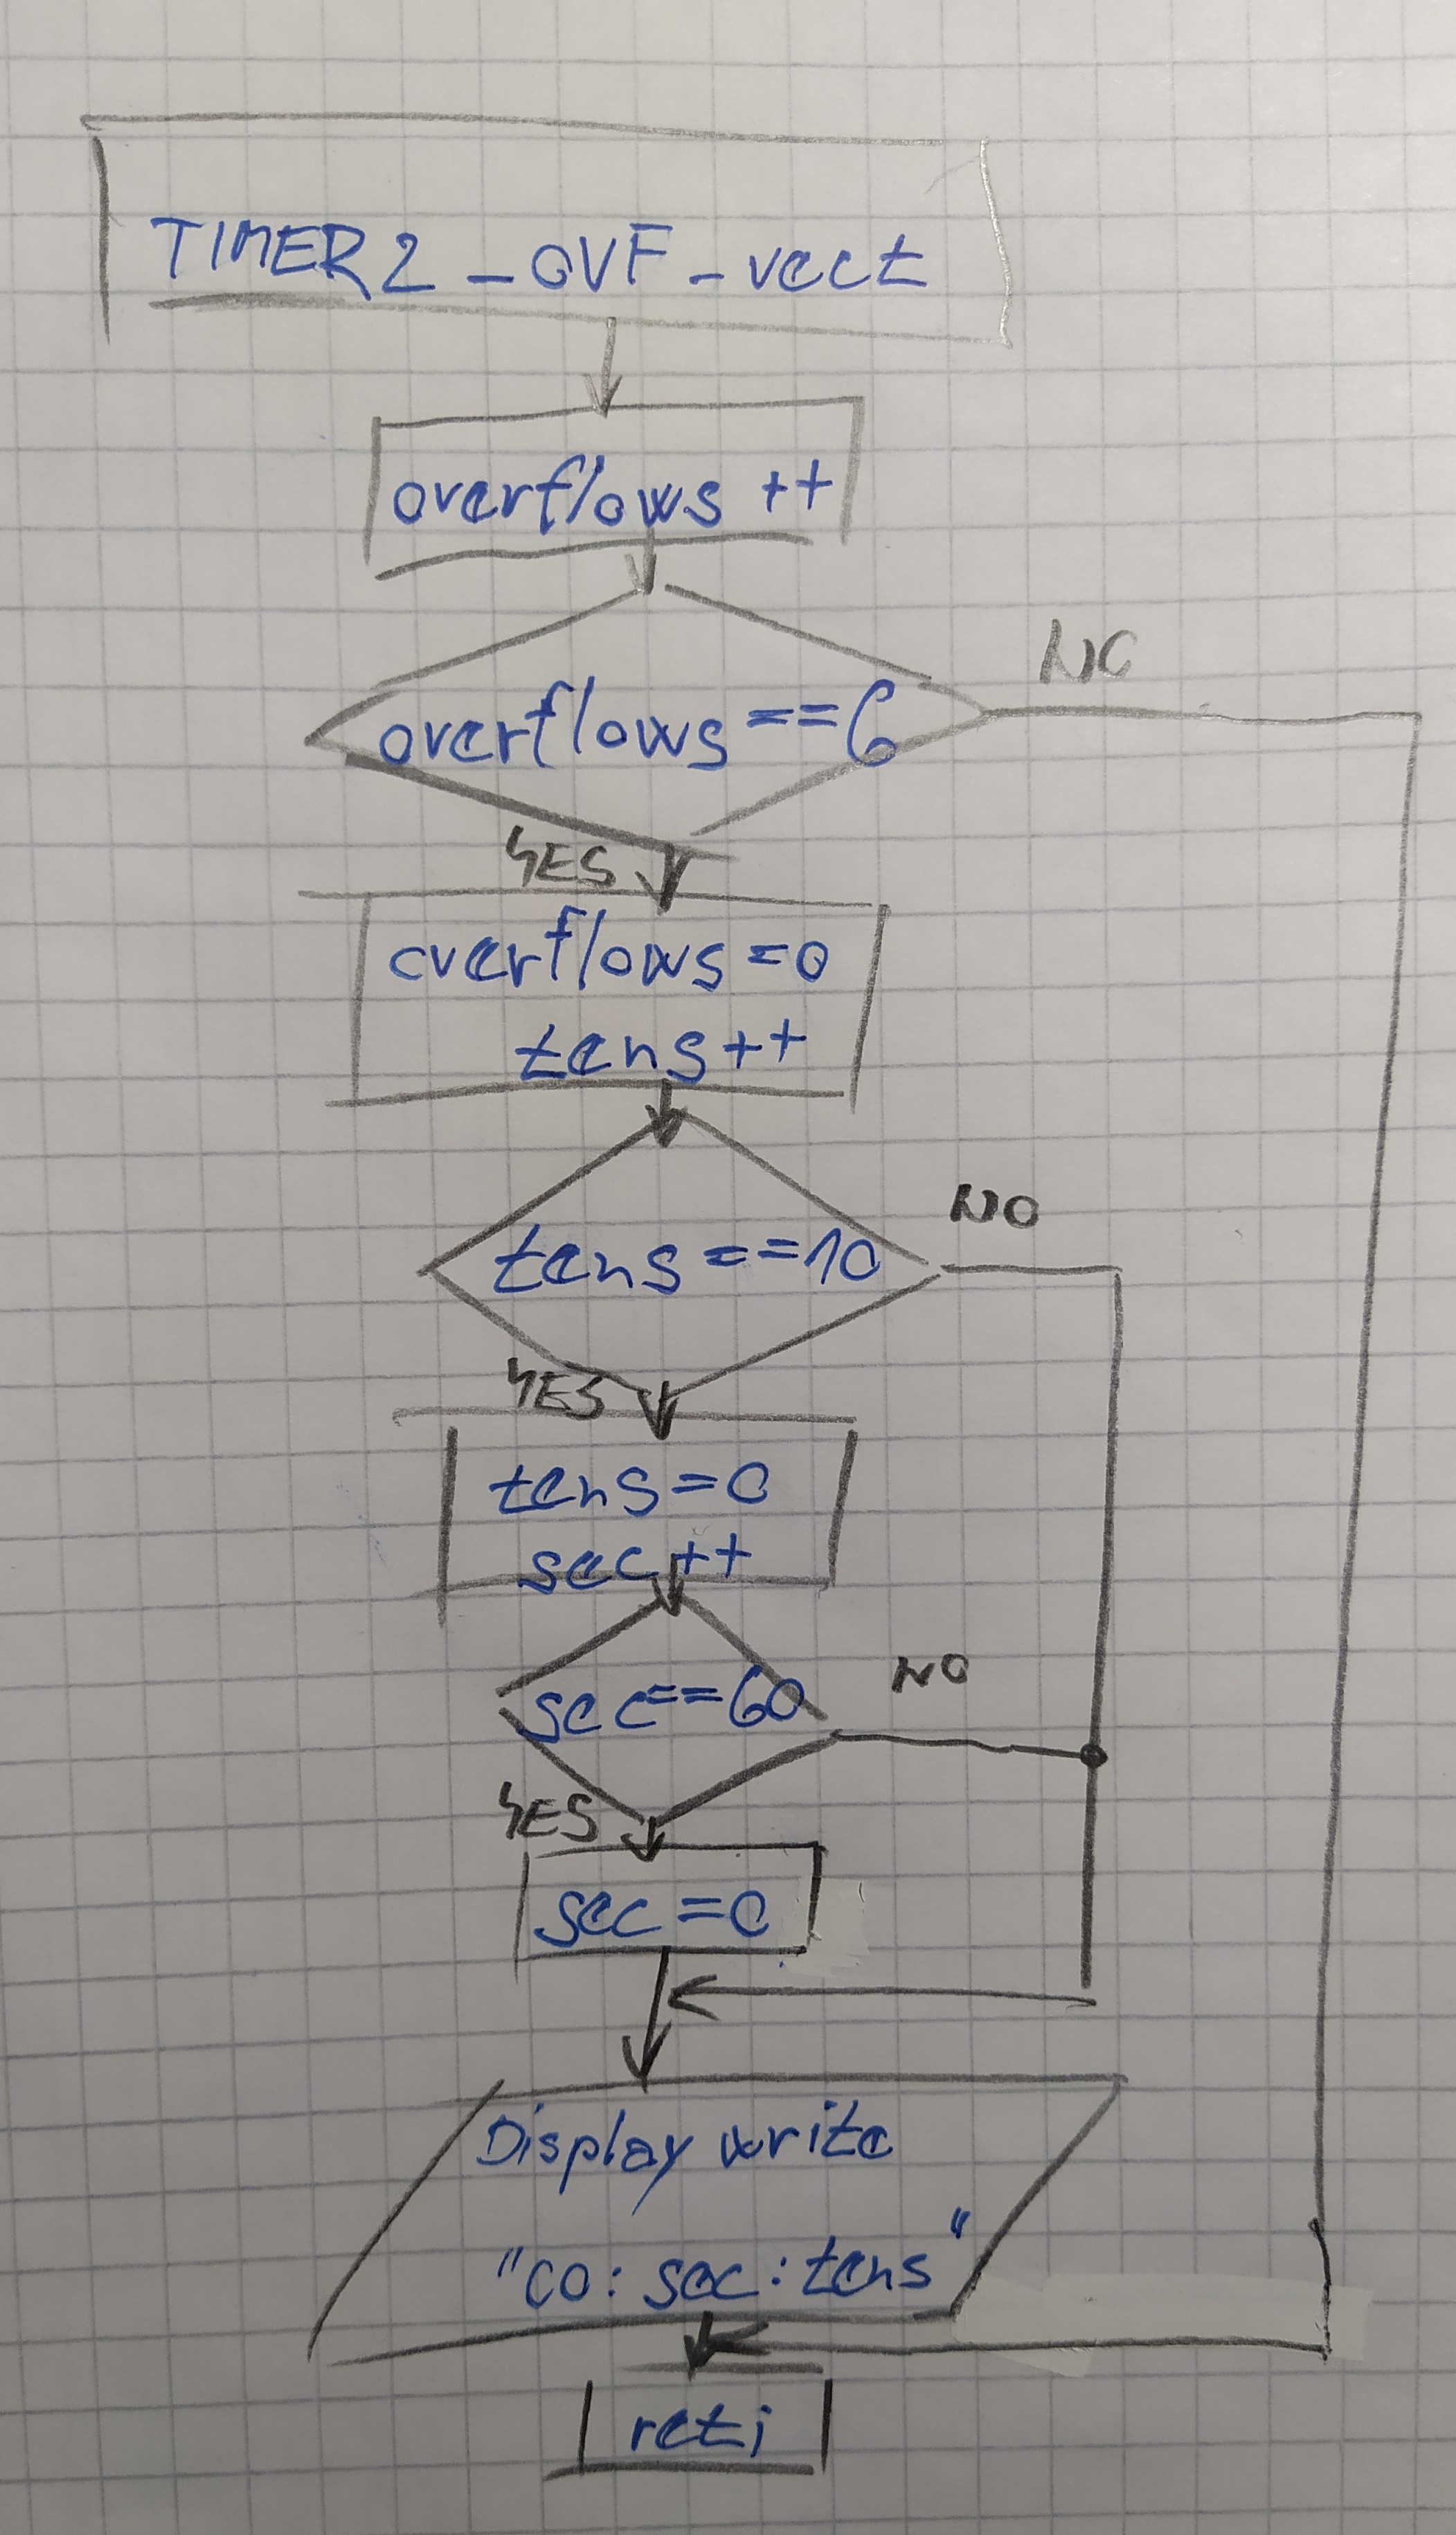 TIMER2_OVF_vect
overflows ++
overflows ==6
NO
YES
overflows =0
tens++
tens==10
NO
YES
tens=0
sec++
sec==60
NO
YES
sec=0
Display write
"00:sec:tens"
reti